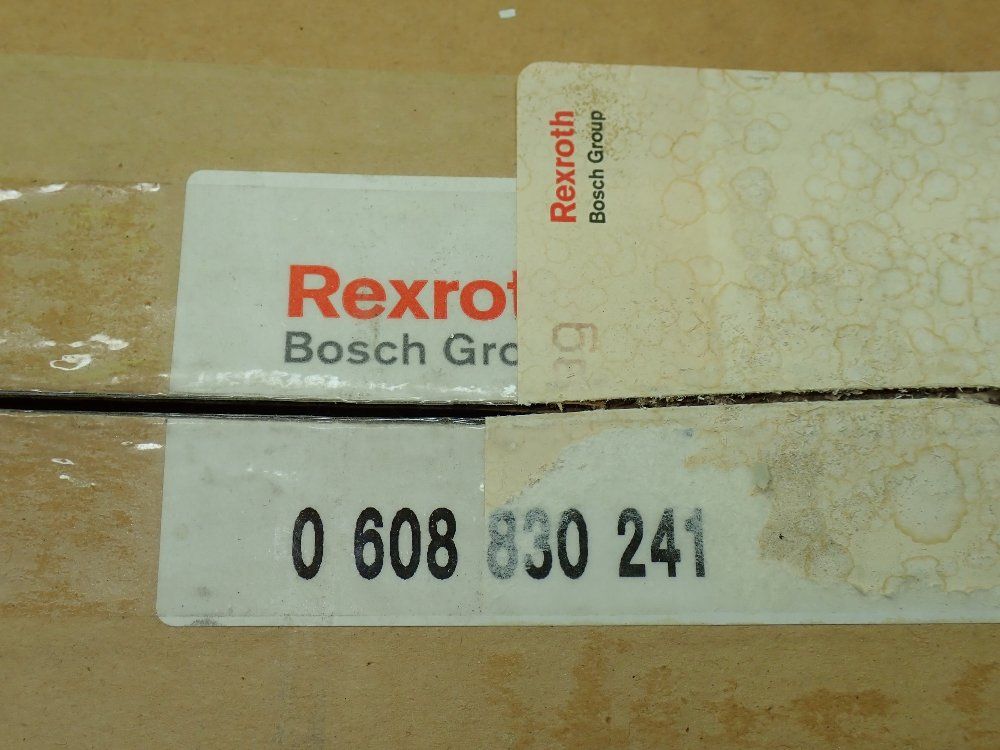 Rexroth
Bosch Group
Rexrot
Bosch Gro
0 608 830 241